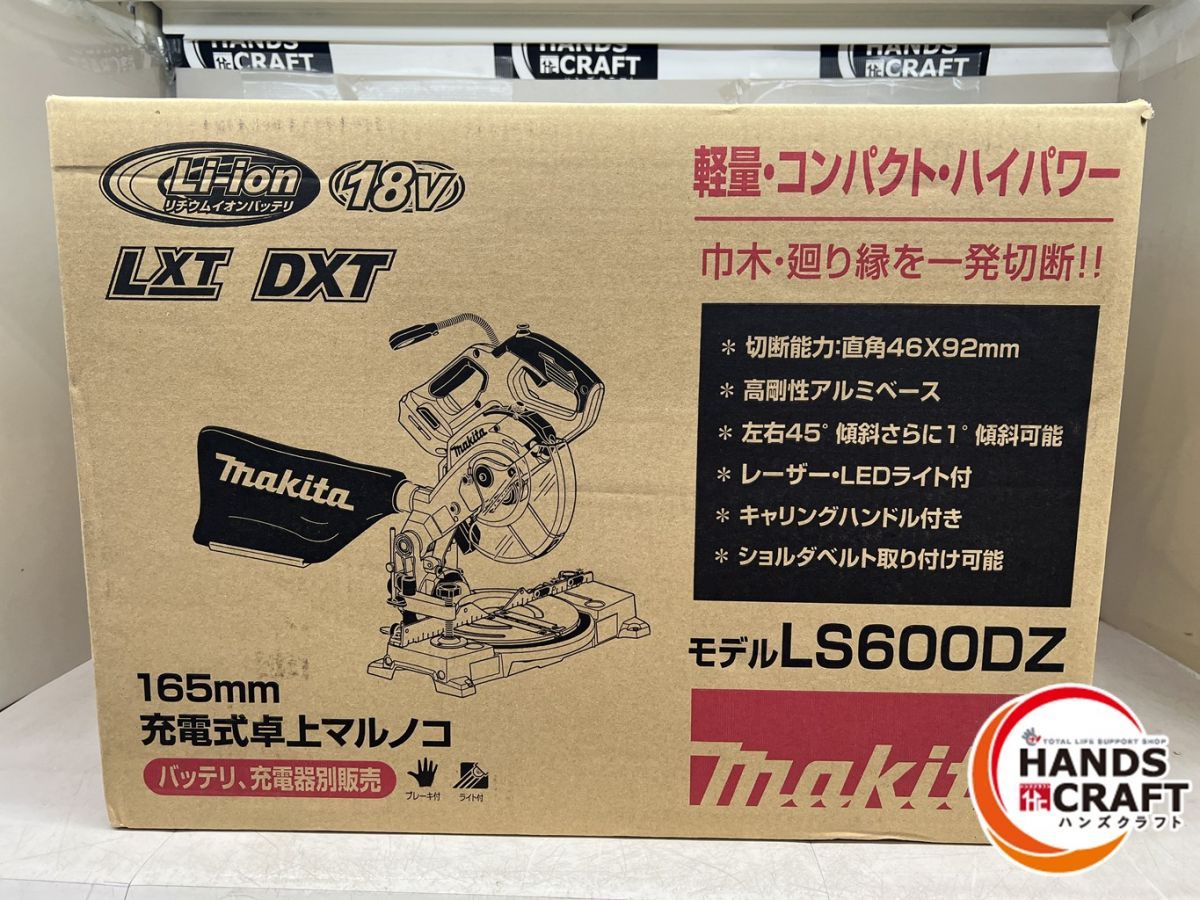 HANDS
CRAFT
HANDS
CRAFT
ハンズクラフト
HANDS
CRAFT
Li-ion
リチウムイオンバッテリ
18V
LXT DXT
軽量・コンパクト・ハイパワー
巾木・廻り縁を一発切断!!
* 切断能力:直角46X92mm
* 高剛性アルミベース
* 左右45°傾斜さらに1°傾斜可能
* レーザー・LEDライト付
* キャリングハンドル付き
* ショルダベルト取り付け可能
makita
makita
モデルLS600DZ
165mm
充電式卓上マルノコ
バッテリ、充電器別販売
ブレーキ付
ライト付
TOTAL LIFE SUPPORT SHOP
HANDS
CRAFT
ハンズクラフト